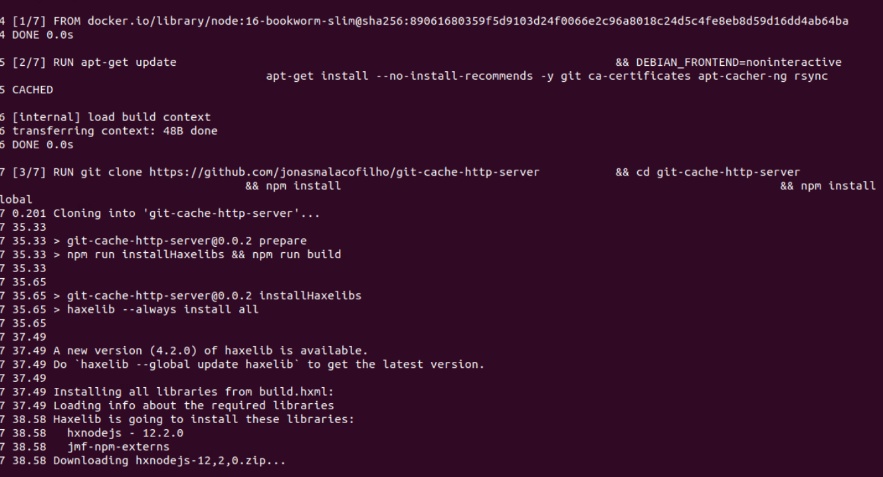 4 [1/7] FROM docker.io/library/node:16-bookworm-slim@sha256:89061680359f5d9103d24f0066e2c96a8018c24d5c4fe8eb8d59d16dd4ab64ba
4 DONE 0.0s
5 [2/7] RUN apt-get update && DEBIAN_FRONTEND=noninteractive
apt-get install --no-install-recommends -y git ca-certificates apt-cacher-ng rsync
5 CACHED
6 [internal] load build context
6 transferring context: 48B done
6 DONE 0.0s
7 [3/7] RUN git clone https://github.com/jonasmalacofilho/git-cache-http-server && cd git-cache-http-server
&& npm install && npm install
lobal
7 0.201 Cloning into 'git-cache-http-server'...
7 35.33
7 35.33 > git-cache-http-server@0.0.2 prepare
7 35.33 > npm run installHaxelibs && npm run build
7 35.33
7 35.65
7 35.65 > git-cache-http-server@0.0.2 installHaxelibs
7 35.65 > haxelib --always install all
7 35.65
7 37.49
7 37.49 A new version (4.2.0) of haxelib is available.
7 37.49 Do `haxelib --global update haxelib` to get the latest version.
7 37.49
7 37.49 Installing all libraries from build.hxml:
7 37.49 Loading info about the required libraries
7 38.58 Haxelib is going to install these libraries:
7 38.58 hxnodejs - 12.2.0
7 38.58 jmf-npm-externs
7 38.58 Downloading hxnodejs-12,2,0.zip...